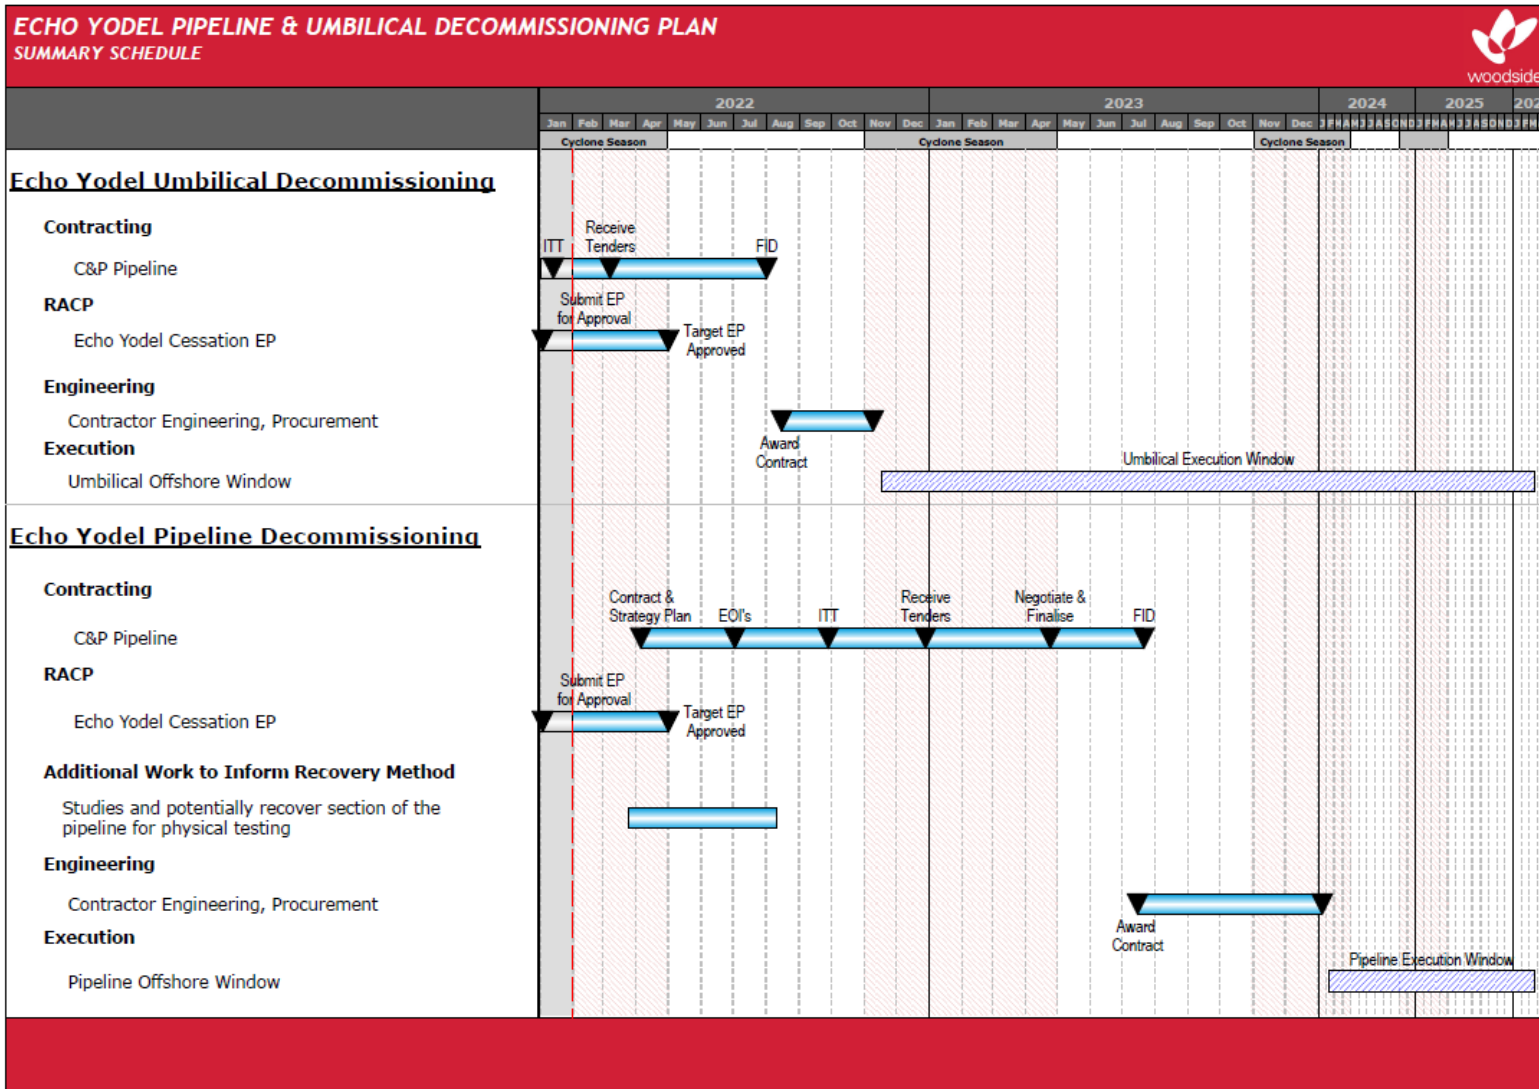 ECHO YODEL PIPELINE & UMBILICAL DECOMMISSIONING PLAN
SUMMARY SCHEDULE
woodside
2022 2023 2024 2025 202
Jan Feb Mar Apr May Jun Jul Aug Sep Oct Nov Dec Jan Feb Mar Apr May Jun Jul Aug Sep Oct Nov Dec J F M A M J J A S O N D J F M A M J J A S O N D J F M
Cyclone Season Cyclone Season Cyclone Season
Echo Yodel Umbilical Decommissioning
Contracting
Receive
ITT Tenders FID
C&P Pipeline
RACP
Submit EP
for Approval
Echo Yodel Cessation EP
Target EP
Approved
Engineering
Contractor Engineering, Procurement
Award
Contract
Execution
Umbilical Execution Window
Umbilical Offshore Window
Echo Yodel Pipeline Decommissioning
Contracting
Contract & Receive Negotiate &
Strategy Plan EOI's ITT Tenders Finalise FID
C&P Pipeline
RACP
Submit EP
for Approval
Echo Yodel Cessation EP
Target EP
Approved
Additional Work to Inform Recovery Method
Studies and potentially recover section of the
pipeline for physical testing
Engineering
Contractor Engineering, Procurement
Award
Contract
Execution
Pipeline Execution Window
Pipeline Offshore Window